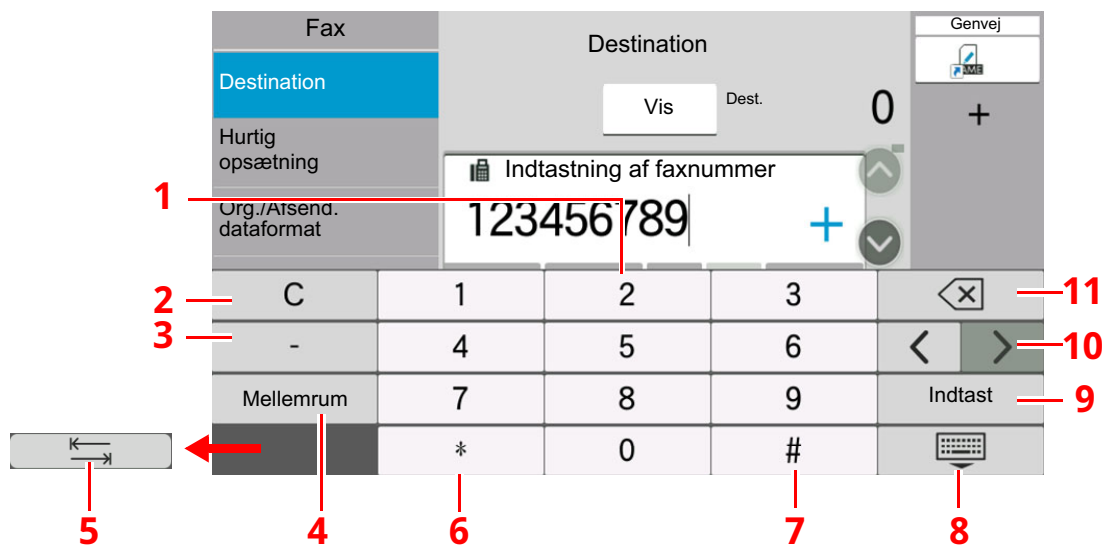 Fax
Destination
Genvej
Destination
Vis
Dest.
0
+
Hurtig
opsætning
Indtastning af faxnummer
1
Org./Afsend.
dataformat
123456789
+
C
1
2
3
2
11
3
-
4
5
6
10
Mellemrum
7
8
9
Indtast
9
*
0
#
5
4
6
7
8